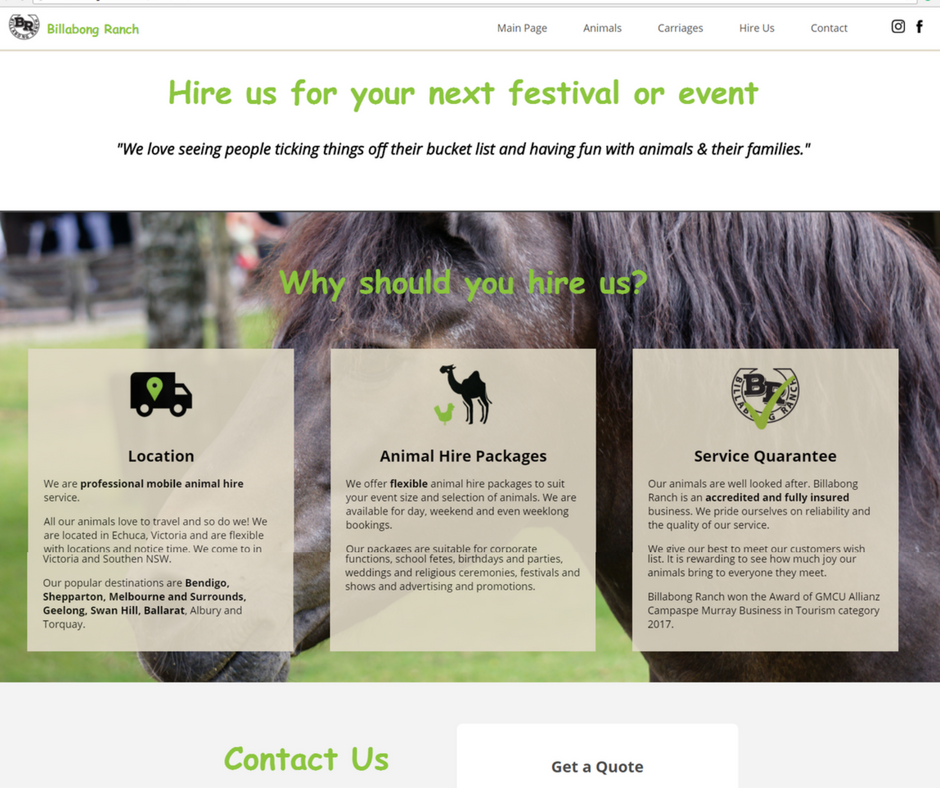 BR
Billabong Ranch
Main Page
Animals
Carriages
Hire Us
Contact
Hire us for your next festival or event
"We love seeing people ticking things off their bucket list and having fun with animals & their families."
Why should you hire us?
Location
We are professional mobile animal hire
service.
All our animals love to travel and so do we! We
are located in Echuca, Victoria and are flexible
with locations and notice time. We come to in
Victoria and Southen NSW.
Our popular destinations are Bendigo,
Shepparton, Melbourne and Surrounds,
Geelong, Swan Hill, Ballarat, Albury and
Torquay.
Animal Hire Packages
We offer flexible animal hire packages to suit
your event size and selection of animals. We are
available for day, weekend and even weeklong
bookings.
Our packages are suitable for corporate
functions, school fetes, birthdays and parties,
weddings and religious ceremonies, festivals and
shows and advertising and promotions.
BR
BILLABONG RANCH
Service Quarantee
Our animals are well looked after. Billabong
Ranch is an accredited and fully insured
business. We pride ourselves on reliability and
the quality of our service.
We give our best to meet our customers wish
list. It is rewarding to see how much joy our
animals bring to everyone they meet.
Billabong Ranch won the Award of GMCU Allianz
Campaspe Murray Business in Tourism category
2017.
Contact Us
Get a Quote